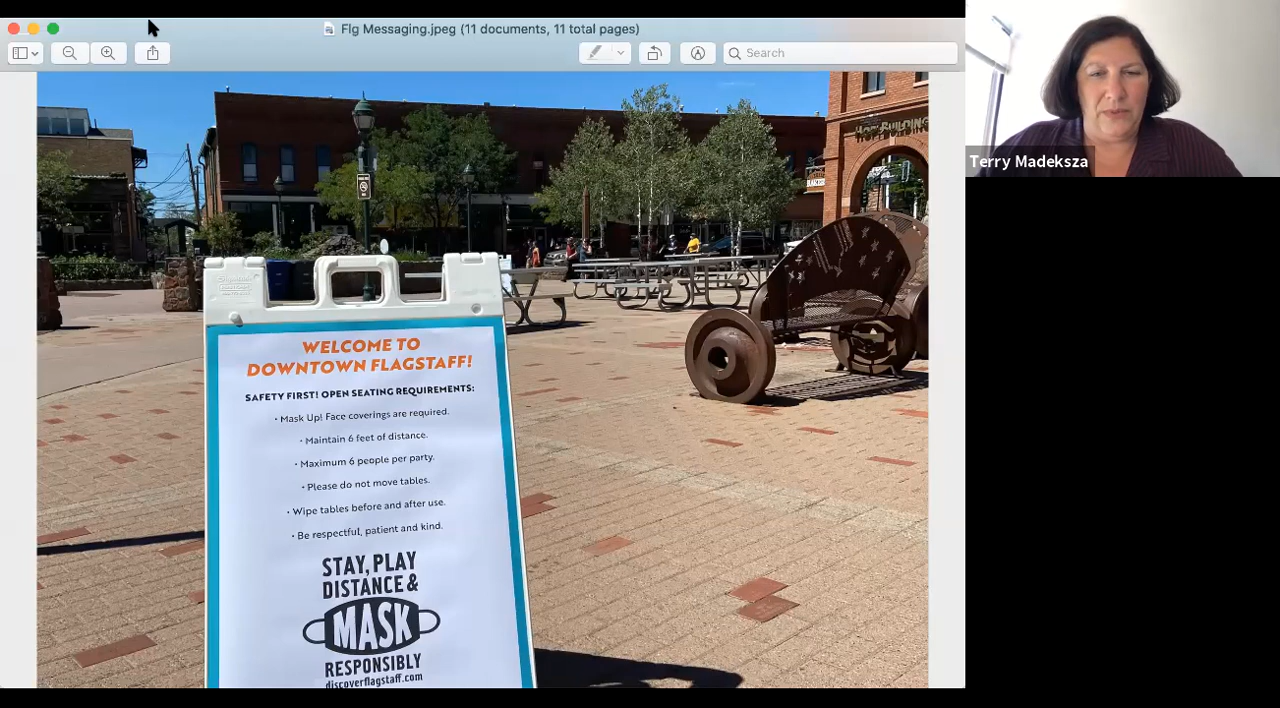 Flg Messaging.jpeg (11 documents, 11 total pages)
Search
Terry Madeksza
WELCOME TO
DOWNTOWN FLAGSTAFF!
SAFETY FIRST! OPEN SEATING REQUIREMENTS:
• Mask Up! Face coverings are required.
• Maintain 6 feet of distance.
• Maximum 6 people per party.
• Please do not move tables.
• Wipe tables before and after use.
• Be respectful, patient and kind.
STAY, PLAY
DISTANCE &
MASK
RESPONSIBLY
discoverflagstaff.com